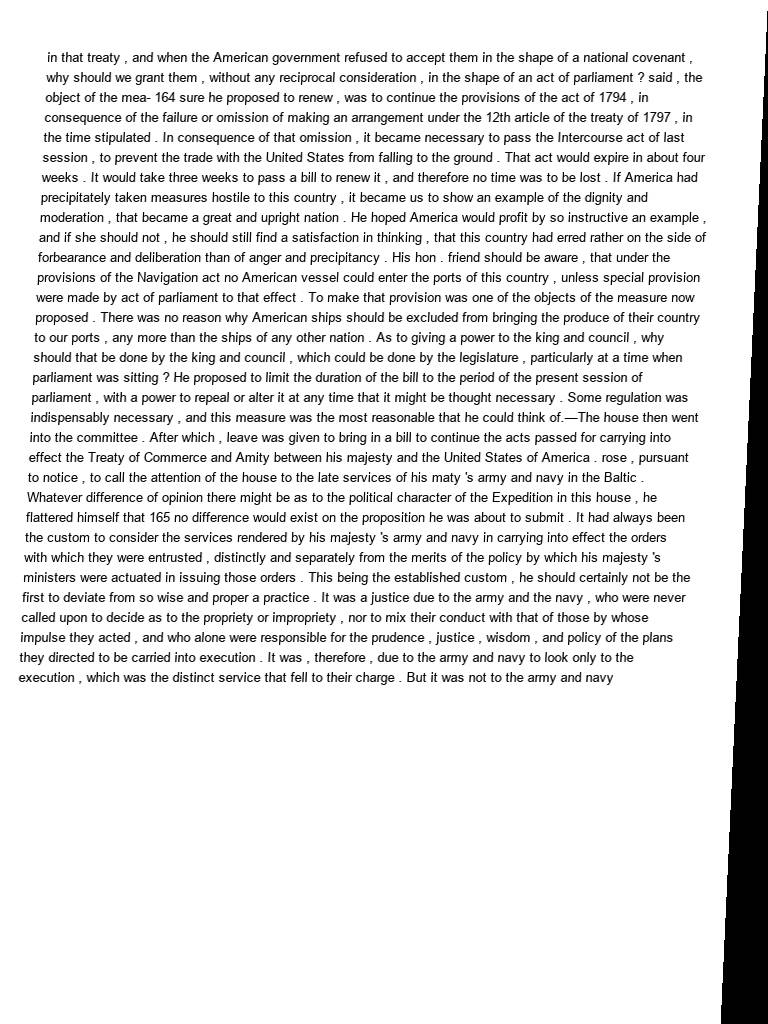 in that treaty , and when the American government refused to accept them in the shape of a national covenant ,
why should we grant them , without any reciprocal consideration , in the shape of an act of parliament ? said , the
object of the mea- 164 sure he proposed to renew , was to continue the provisions of the act of 1794 , in
consequence of the failure or omission of making an arrangement under the 12th article of the treaty of 1797 , in
the time stipulated . In consequence of that omission , it became necessary to pass the Intercourse act of last
session , to prevent the trade with the United States from falling to the ground . That act would expire in about four
weeks . It would take three weeks to pass a bill to renew it , and therefore no time was to be lost . If America had
precipitately taken measures hostile to this country , it became us to show an example of the dignity and
moderation , that became a great and upright nation . He hoped America would profit by so instructive an example ,
and if she should not , he should still find a satisfaction in thinking , that this country had erred rather on the side of
forbearance and deliberation than of anger and precipitancy . His hon . friend should be aware , that under the
provisions of the Navigation act no American vessel could enter the ports of this country , unless special provision
were made by act of parliament to that effect . To make that provision was one of the objects of the measure now
proposed . There was no reason why American ships should be excluded from bringing the produce of their country
to our ports , any more than the ships of any other nation . As to giving a power to the king and council , why
should that be done by the king and council , which could be done by the legislature , particularly at a time when
parliament was sitting ? He proposed to limit the duration of the bill to the period of the present session of
parliament , with a power to repeal or alter it at any time that it might be thought necessary . Some regulation was
indispensably necessary , and this measure was the most reasonable that he could think of.—The house then went
into the committee . After which , leave was given to bring in a bill to continue the acts passed for carrying into
effect the Treaty of Commerce and Amity between his majesty and the United States of America . rose , pursuant
to notice , to call the attention of the house to the late services of his maty 's army and navy in the Baltic .
Whatever difference of opinion there might be as to the political character of the Expedition in this house , he
flattered himself that 165 no difference would exist on the proposition he was about to submit . It had always been
the custom to consider the services rendered by his majesty 's army and navy in carrying into effect the orders
with which they were entrusted , distinctly and separately from the merits of the policy by which his majesty 's
ministers were actuated in issuing those orders . This being the established custom , he should certainly not be the
first to deviate from so wise and proper a practice . It was a justice due to the army and the navy , who were never
called upon to decide as to the propriety or impropriety , nor to mix their conduct with that of those by whose
impulse they acted , and who alone were responsible for the prudence , justice , wisdom , and policy of the plans
they directed to be carried into execution . It was , therefore , due to the army and navy to look only to the
execution , which was the distinct service that fell to their charge . But it was not to the army and navy